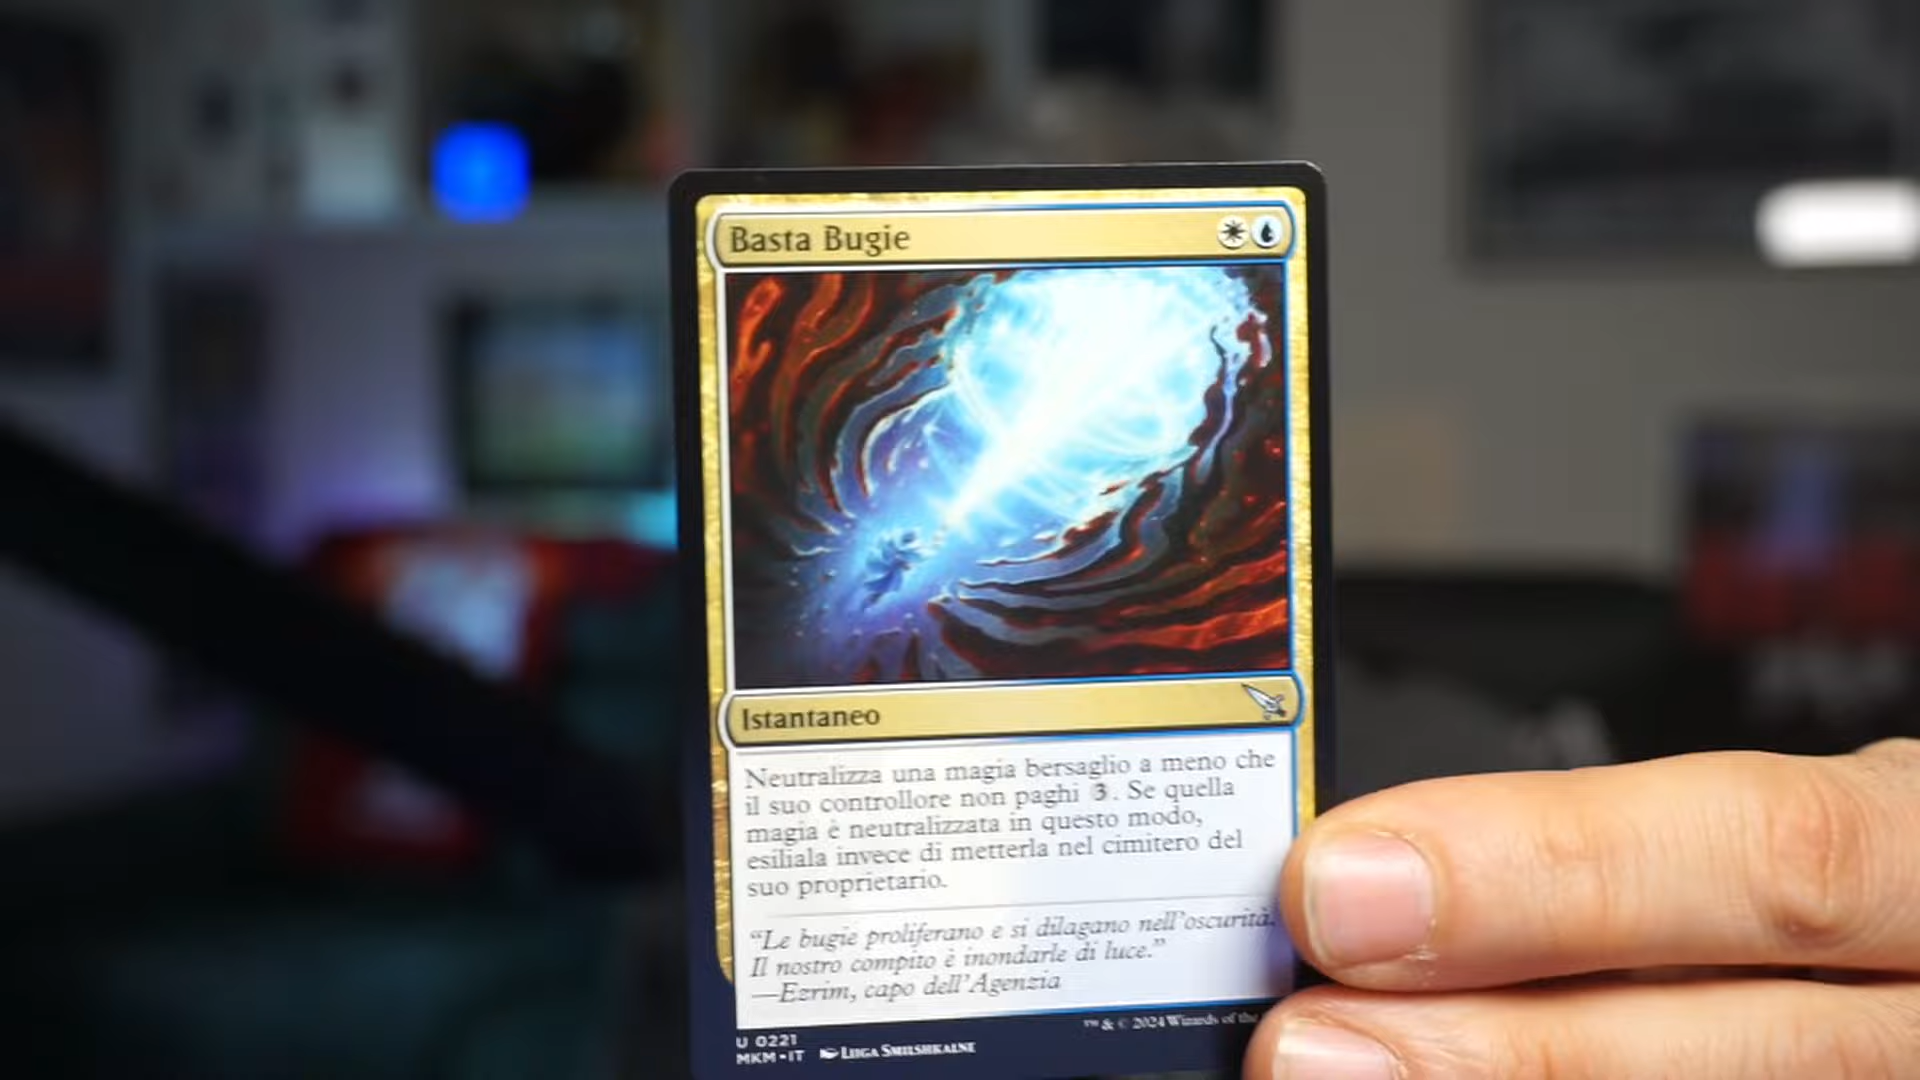 Basta Bugie
Istantaneo
Neutralizza una magia bersaglio a meno che
il suo controllore non paghi 3. Se quella
magia è neutralizzata in questo modo,
esiliala invece di metterla nel cimitero del
suo proprietario.
“Le bugie proliferano e si dilagano nell’oscurità.
Il nostro compito è inondarle di luce.”
—Ezrim, capo dell’Agenzia
U 0221
MKM • IT LIIGA SMILSHKALNE
™ & © 2024 Wizards of the